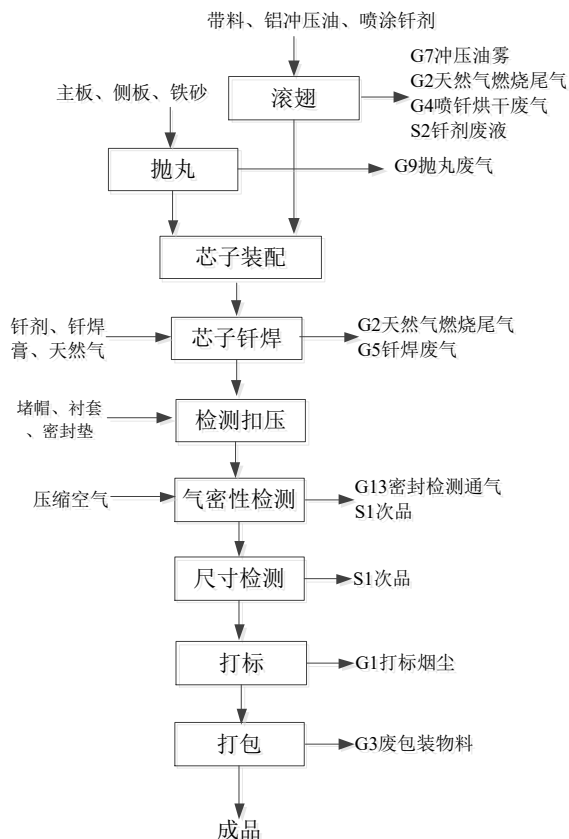 带料、铝冲压油、喷涂钎剂
滚翅
G7冲压油雾
G2天然气燃烧尾气
G4喷钎烘干废气
S2钎剂废液
主板、侧板、铁砂
抛丸
G9抛丸废气
芯子装配
钎剂、钎焊
膏、天然气
芯子钎焊
G2天然气燃烧尾气
G5钎焊废气
堵帽、衬套
、密封垫
检测扣压
压缩空气
气密性检测
G13密封检测通气
S1次品
尺寸检测
S1次品
打标
G1打标烟尘
打包
G3废包装物料
成品